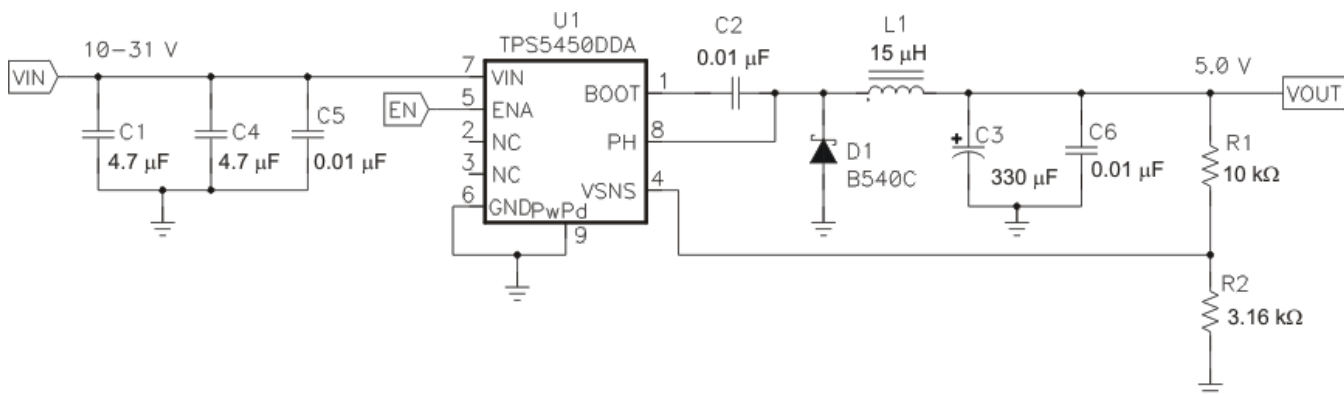 U1
TPS5450DDA
10-31 V
VIN
7
VIN
EN
5
ENA
2
NC
3
NC
6
GND
PwPd
9
BOOT
1
PH
8
VSNS
4
C1
4.7 µF
C4
4.7 µF
C5
0.01 µF
C2
0.01 µF
L1
15 µH
D1
B540C
+
C3
330 µF
C6
0.01 µF
5.0 V
VOUT
R1
10 kΩ
R2
3.16 kΩ